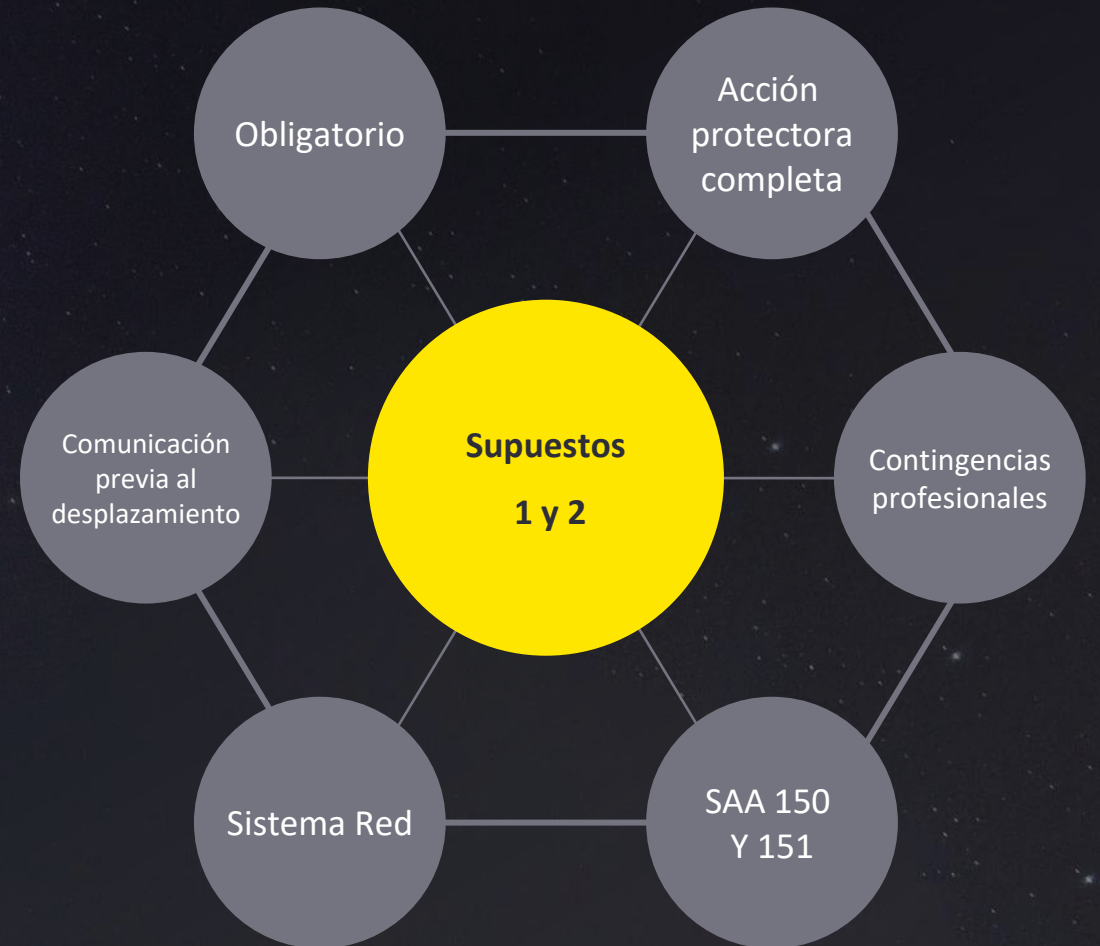 Obligatorio
Acción
protectora
completa
Comunicación
previa al
desplazamiento
Supuestos
1 y 2
Contingencias
profesionales
Sistema Red
SAA 150
Y 151